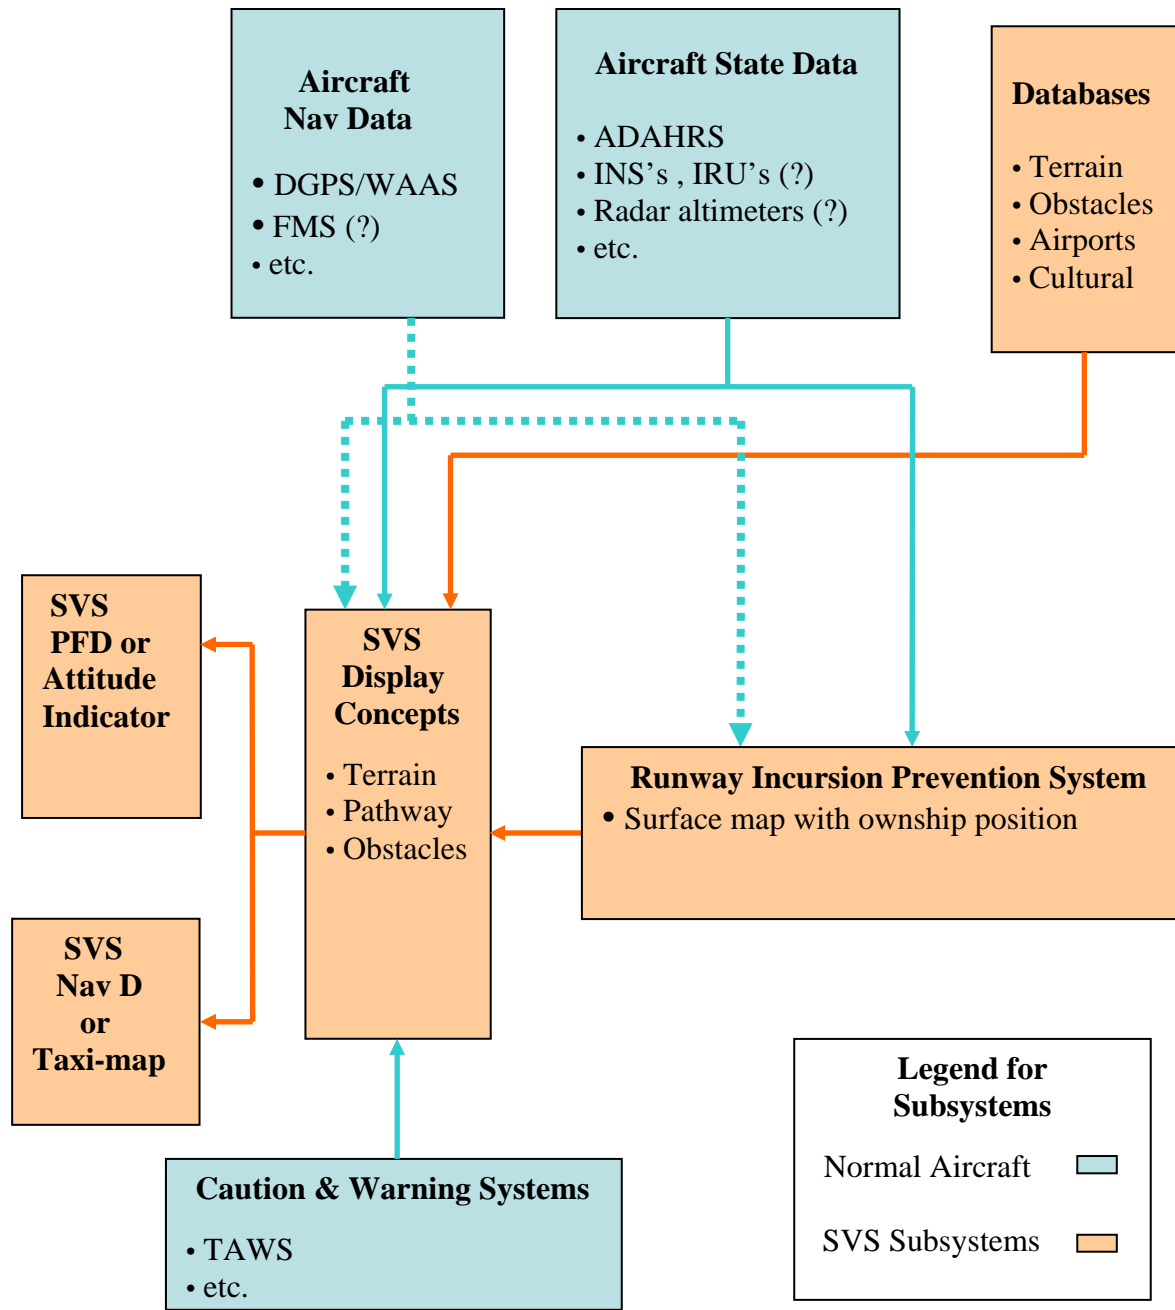 Aircraft
Nav Data
• DGPS/WAAS
• FMS (?)
• etc.
Aircraft State Data
• ADAHRS
• INS's , IRU's (?)
• Radar altimeters (?)
• etc.
Databases
• Terrain
• Obstacles
• Airports
• Cultural
SVS
PFD or
Attitude
Indicator
SVS
Display
Concepts
• Terrain
• Pathway
• Obstacles
Runway Incursion Prevention System
• Surface map with ownship position
SVS
Nav D
or
Taxi-map
Caution & Warning Systems
• TAWS
• etc.
Legend for
Subsystems
Normal Aircraft
SVS Subsystems